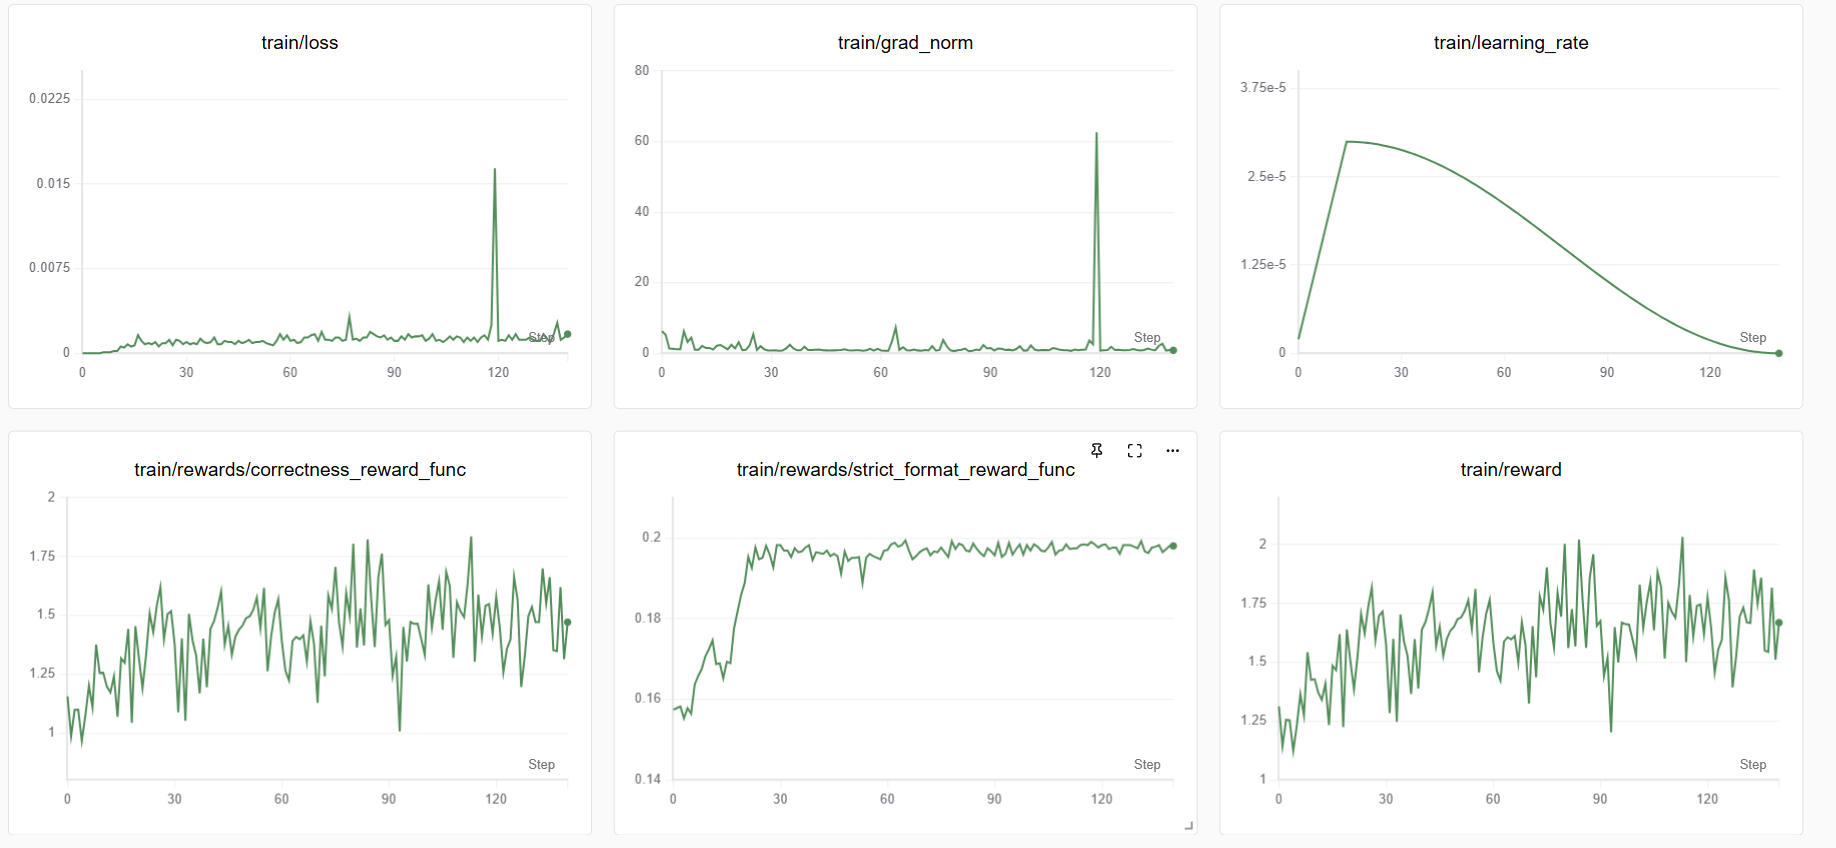 train/loss
0.0225
0.015
0.0075
0
0 30 60 90 120
Step
train/grad_norm
80
60
40
20
0
0 30 60 90 120
Step
train/learning_rate
3.75e-5
2.5e-5
1.25e-5
0
0 30 60 90 120
Step
train/rewards/correctness_reward_func
2
1.75
1.5
1.25
1
0 30 60 90 120
Step
train/rewards/strict_format_reward_func
0.2
0.18
0.16
0.14
0 30 60 90 120
Step
train/reward
2
1.75
1.5
1.25
1
0 30 60 90 120
Step